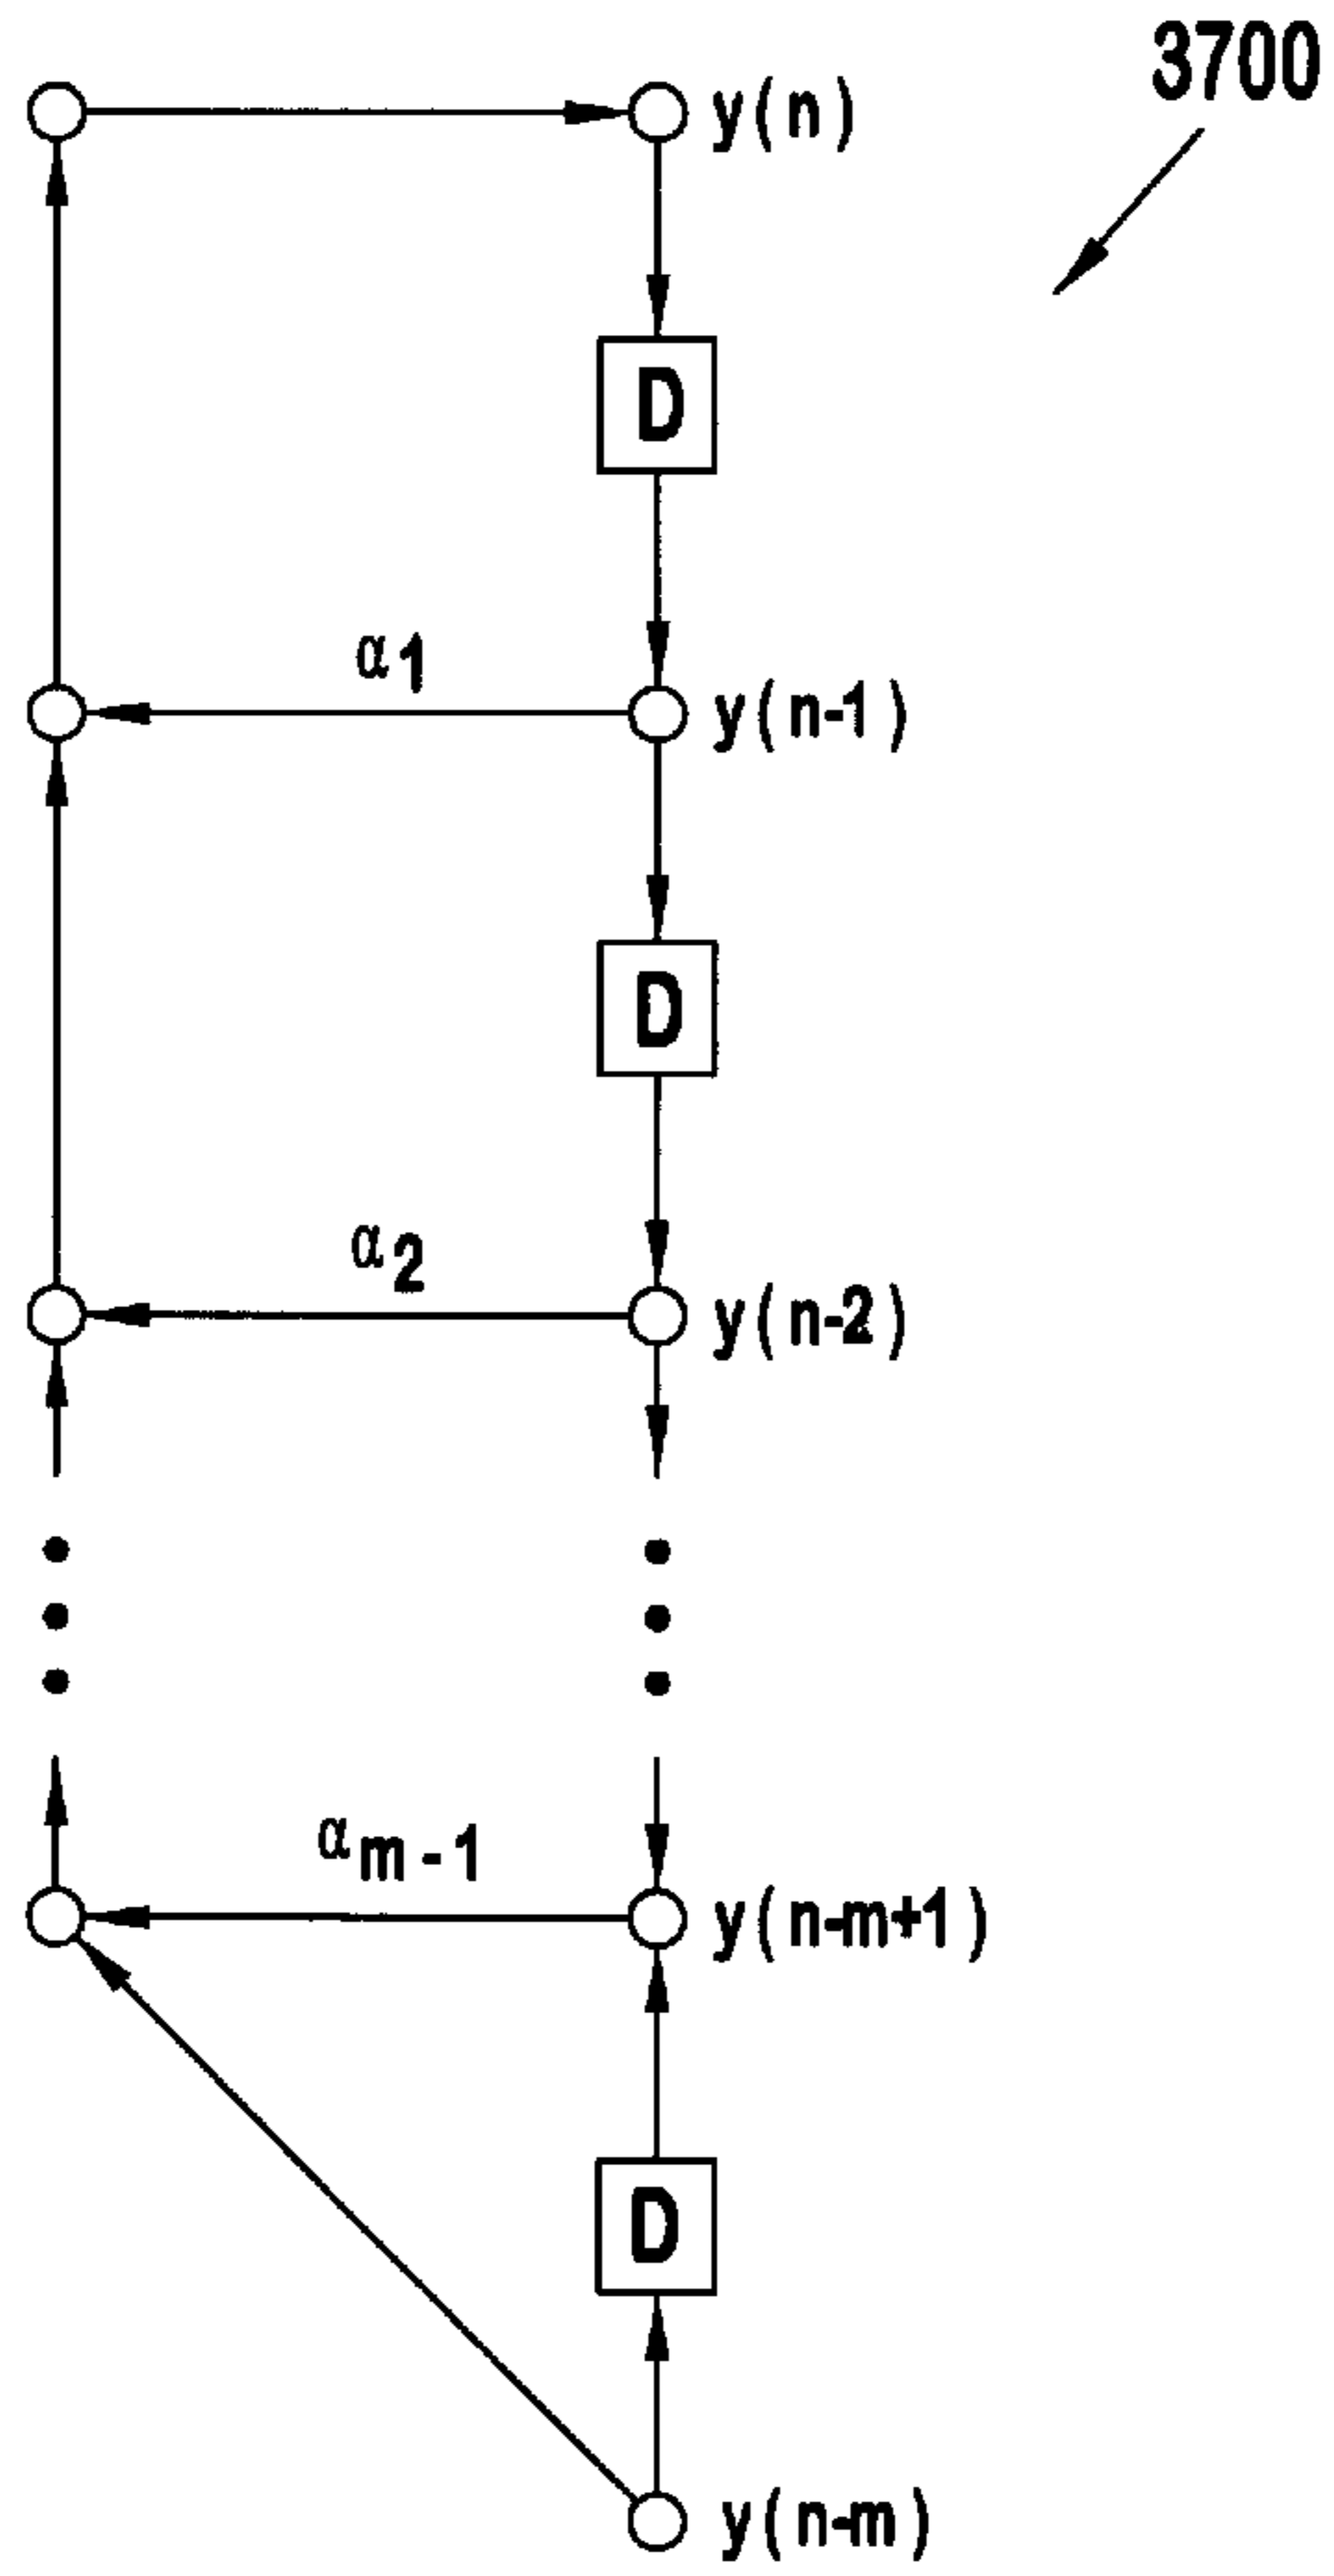 3700
y(n)
D
α1
y(n-1)
D
α2
y(n-2)
αm-1
y(n-m+1)
D
y(n-m)